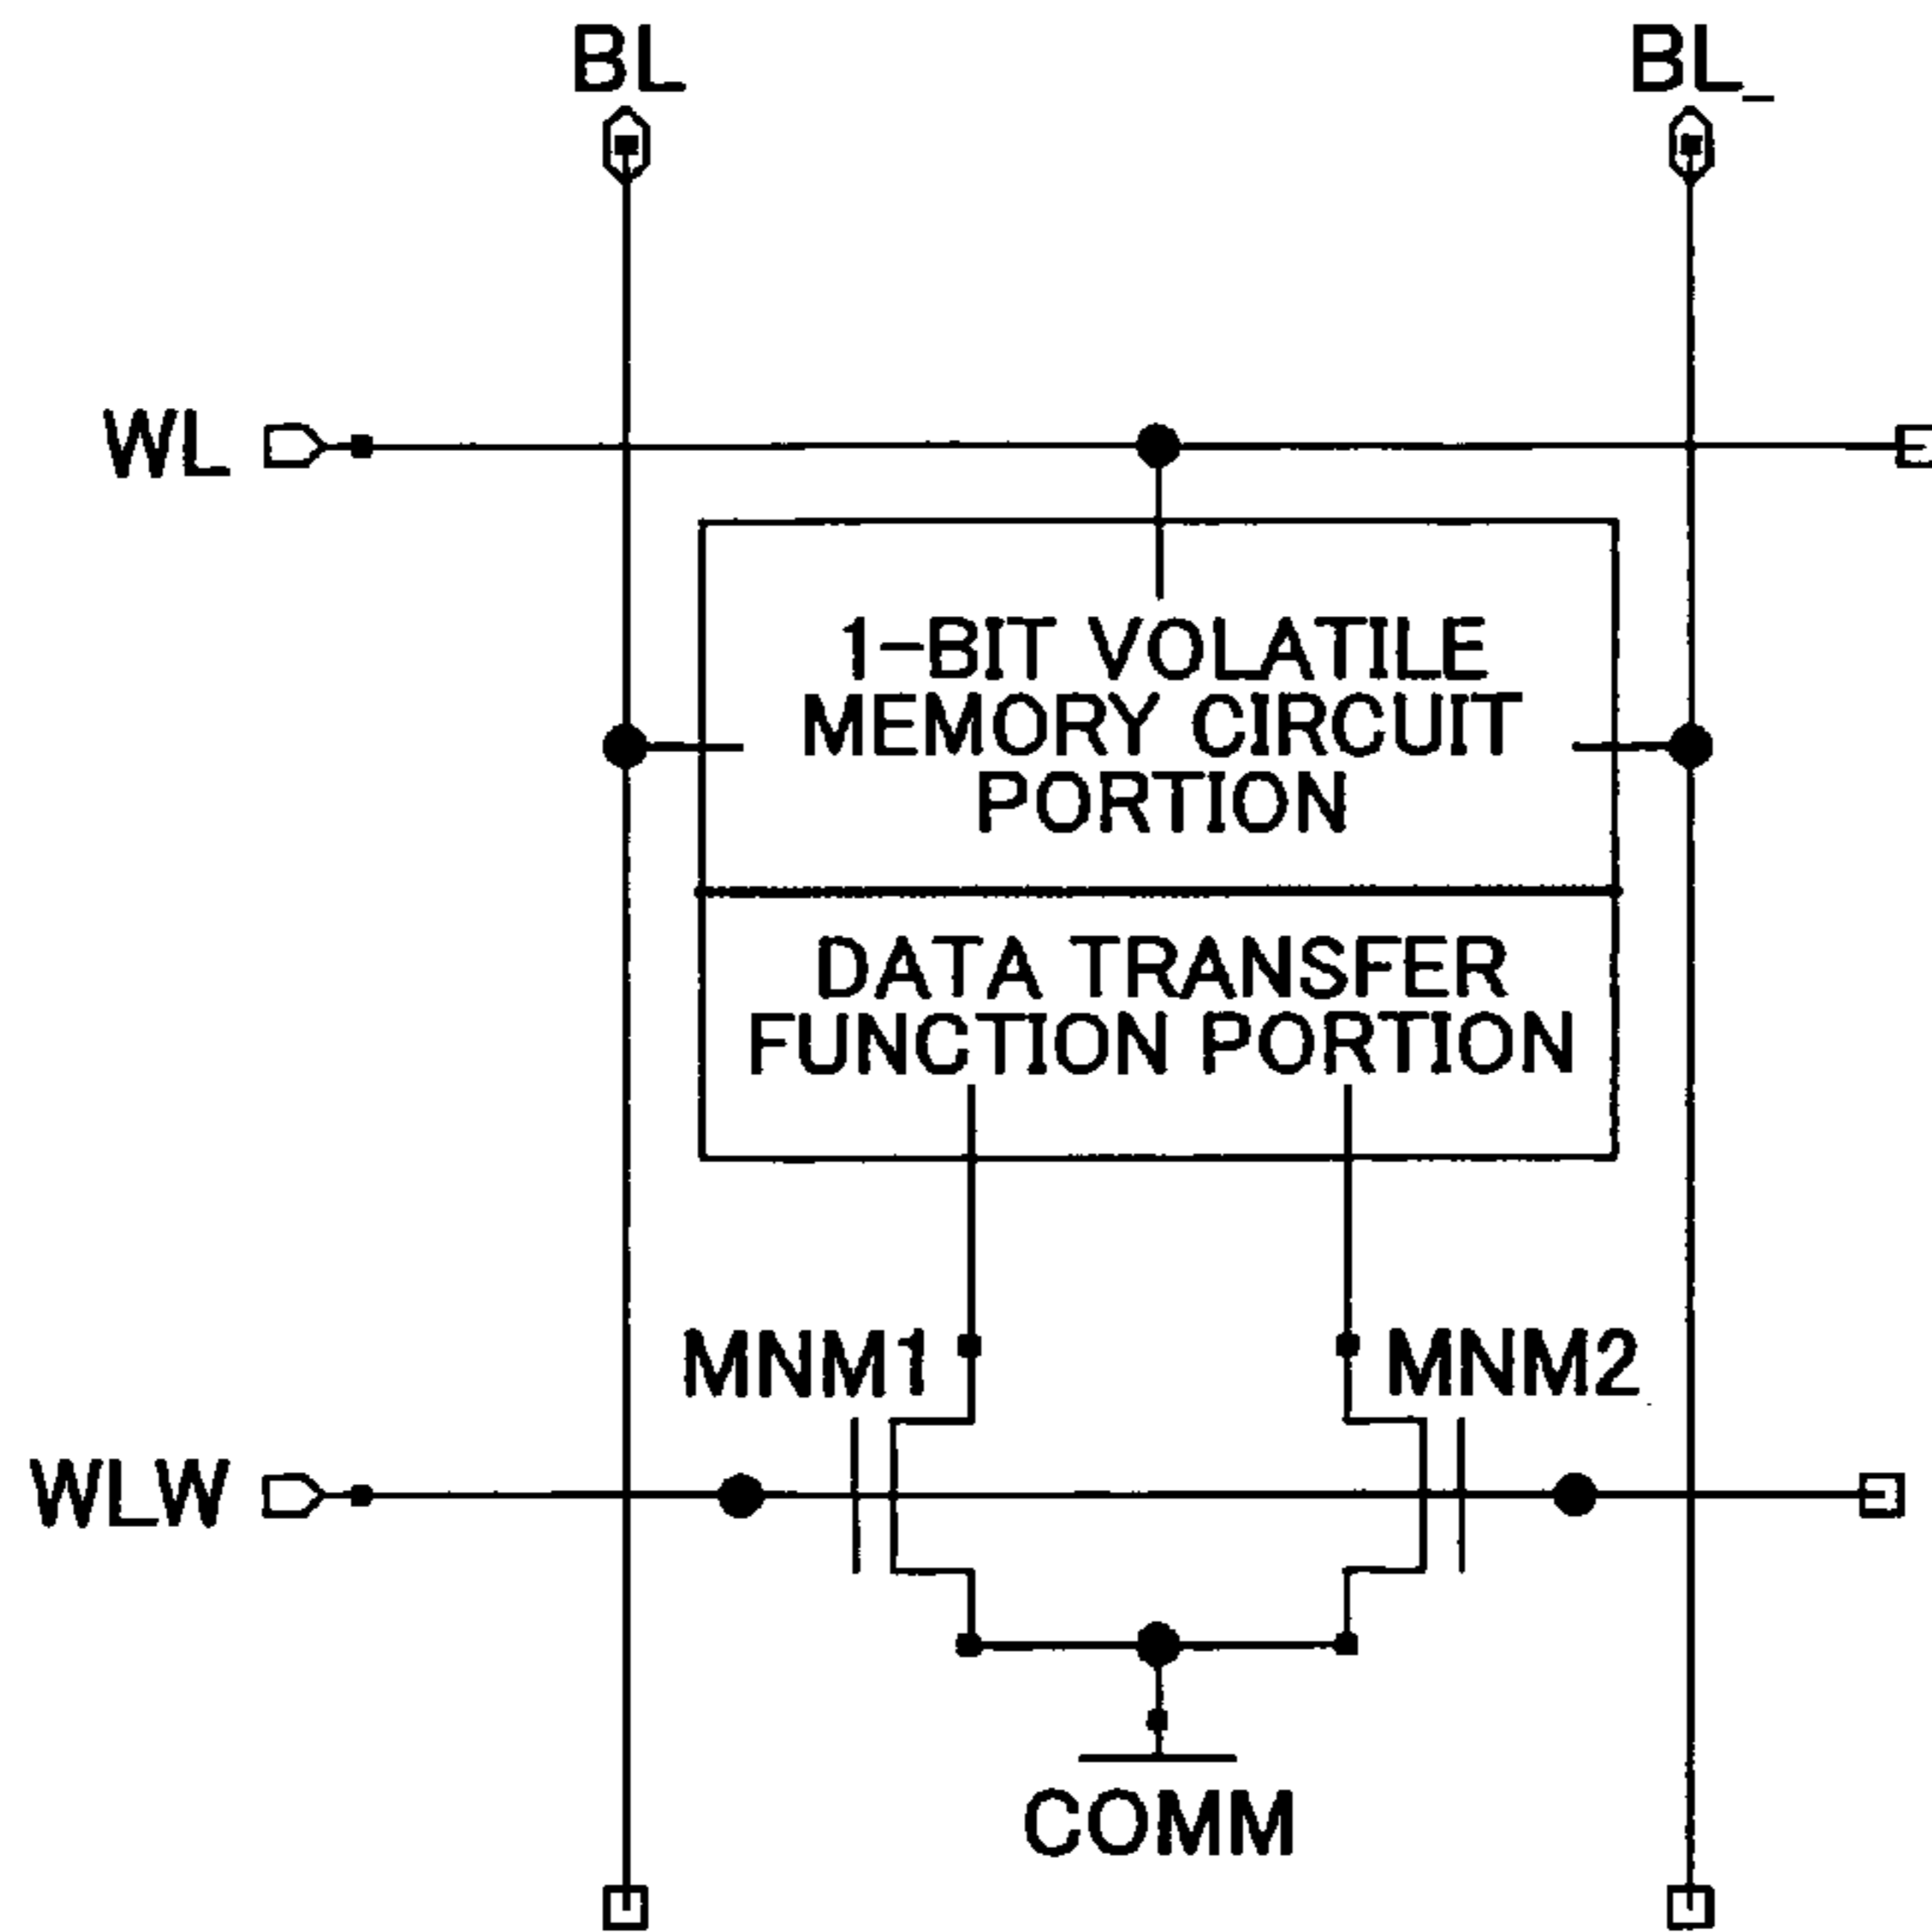 BL
BL_
WL
1-BIT VOLATILE
MEMORY CIRCUIT
PORTION
DATA TRANSFER
FUNCTION PORTION
MNM1
MNM2
WLW
COMM